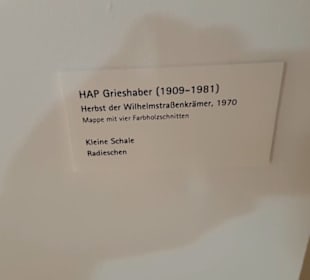 HAP Grieshaber (1909-1981)
Herbst der Wilhelmstraßenkrämer, 1970
Mappe mit vier Farbholzschnitten
Kleine Schale
Radieschen